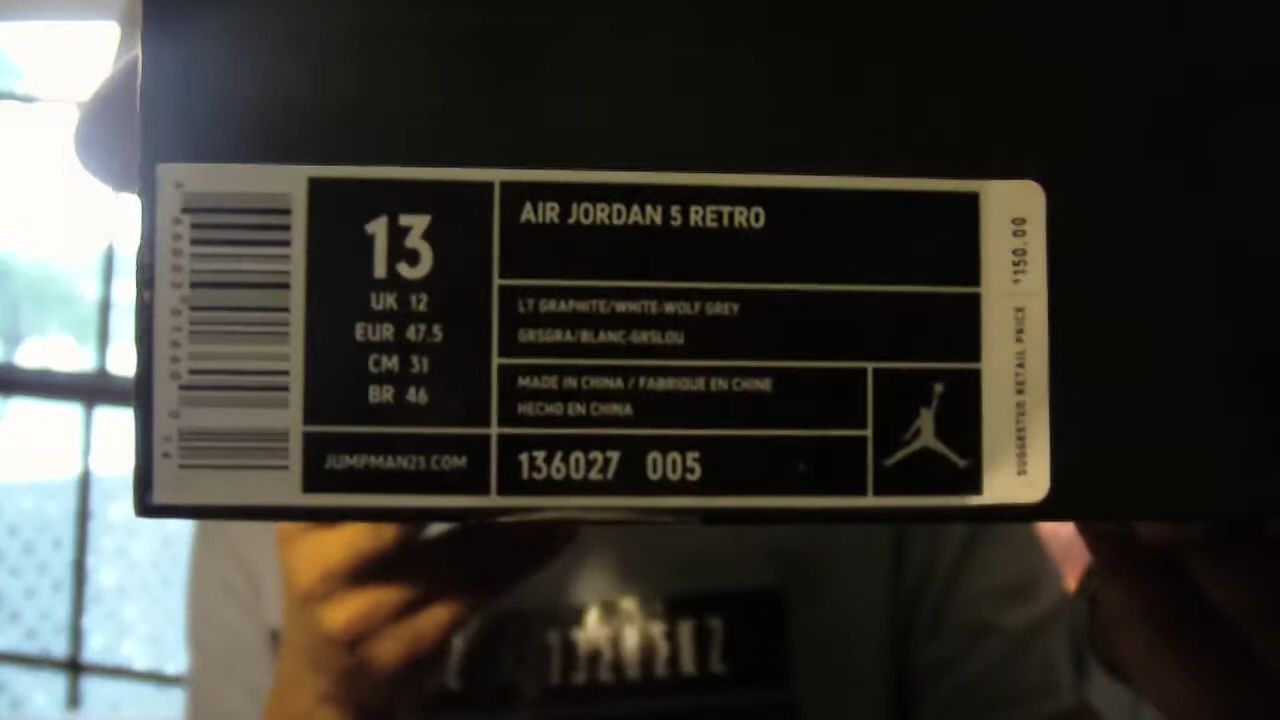 13
UK 12
EUR 47.5
CM 31
BR 46
JUMPMAN23.COM
AIR JORDAN 5 RETRO
LT GRAPHITE/WHITE-WOLF GREY
GRSGRA/BLANC-GRSLOU
MADE IN CHINA / FABRIQUE EN CHINE
HECHO EN CHINA
136027 005
SUGGESTED RETAIL PRICE $150.00